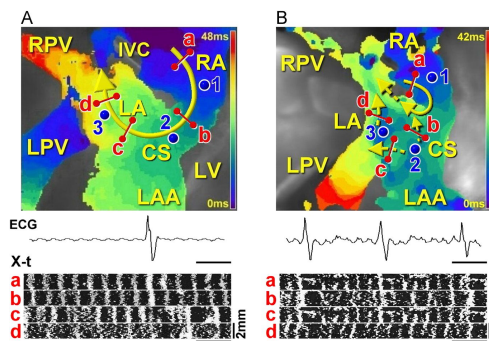 A
48ms
RPV
IVC
a
RA
1
d
LA
3
2
b
c
CS
LPV
LV
LAA
0ms
B
42ms
RA
RPV
a
1
d
LA
3
b
c
CS
2
LPV
LAA
0ms
ECG
X-t
a
b
c
d
2mm
a
b
c
d